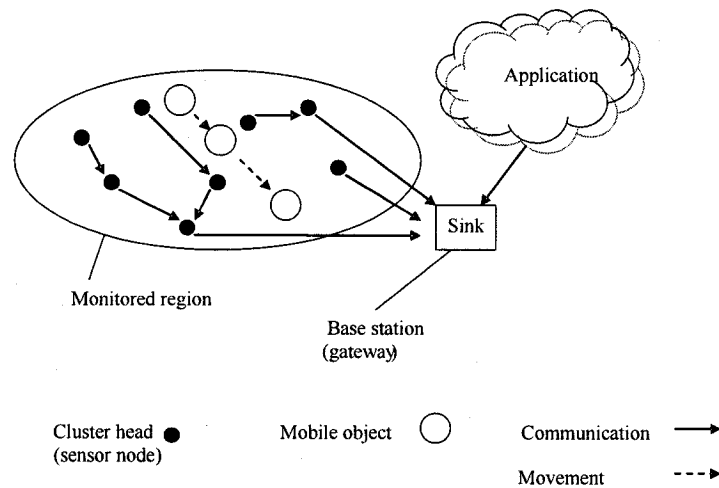 Application
Sink
Monitored region
Base station
(gateway)
Cluster head
(sensor node)
Mobile object
Communication
Movement